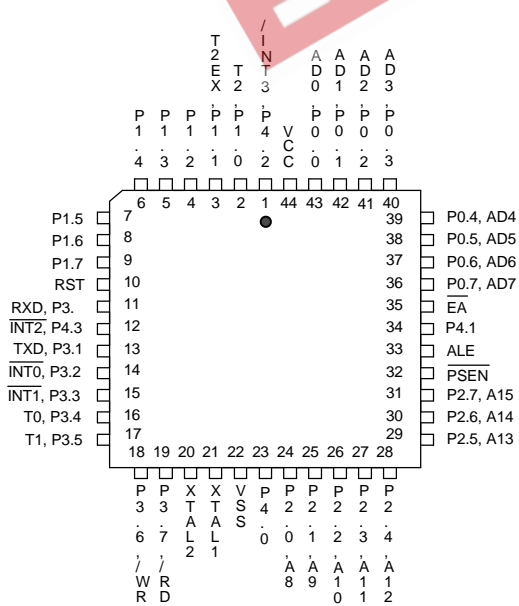 P1.4
P1.3
P1.2
T2EX,P1.1
T2,P1.0
/INT3,P4.2
VCC
AD0,P0.0
AD1,P0.1
AD2,P0.2
AD3,P0.3
6 5 4 3 2 1 44 43 42 41 40
P1.5 7
P1.6 8
P1.7 9
RST 10
RXD, P3. 11
INT2, P4.3 12
TXD, P3.1 13
INT0, P3.2 14
INT1, P3.3 15
T0, P3.4 16
T1, P3.5 17
39 P0.4, AD4
38 P0.5, AD5
37 P0.6, AD6
36 P0.7, AD7
35 EA
34 P4.1
33 ALE
32 PSEN
31 P2.7, A15
30 P2.6, A14
29 P2.5, A13
18 19 20 21 22 23 24 25 26 27 28
P3.6,/WR
P3.7,/RD
XTAL2
XTAL1
VSS
P4.0
P2.0,A8
P2.1,A9
P2.2,A10
P2.3,A11
P2.4,A12